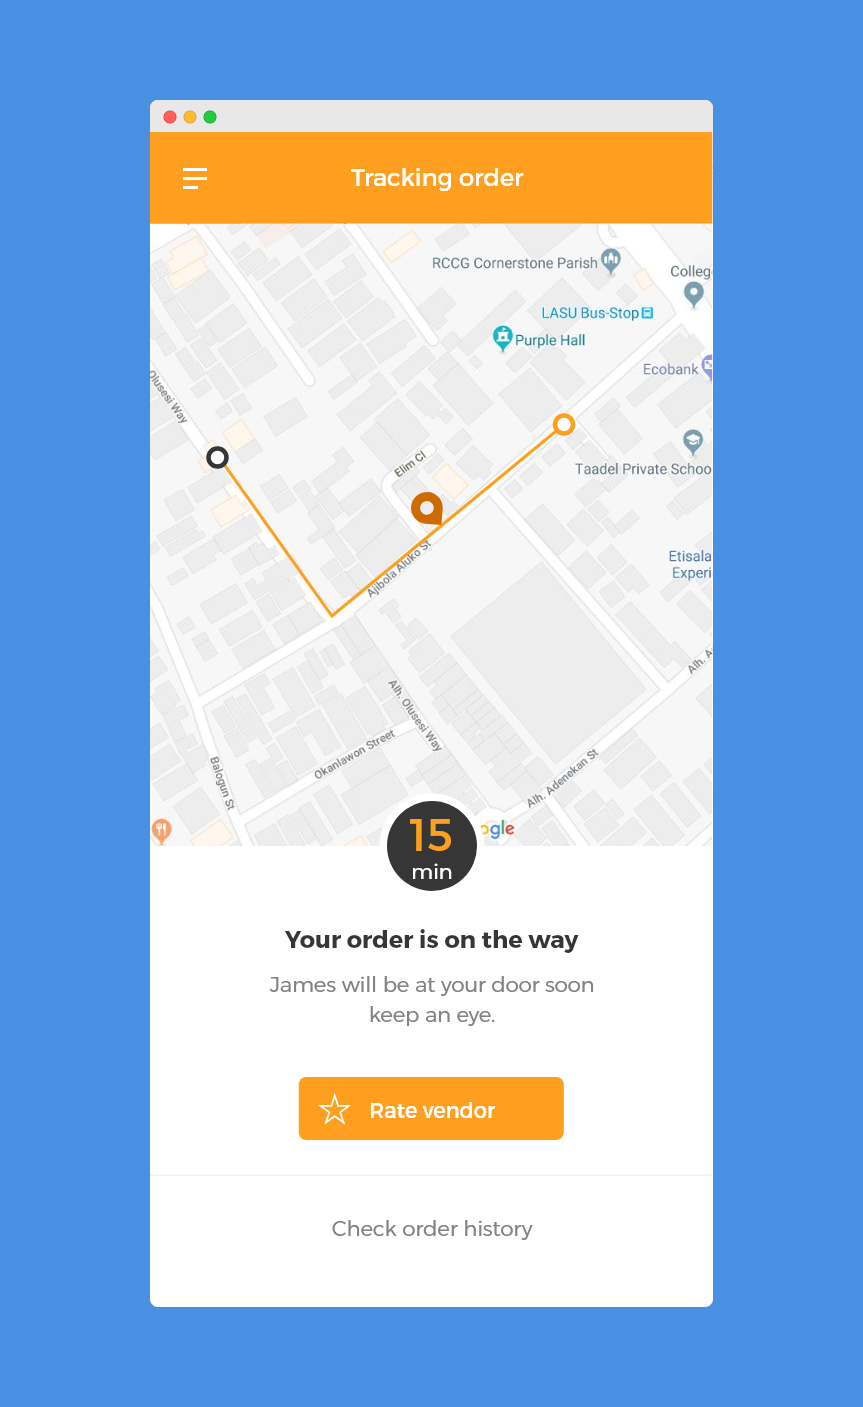 Tracking order
RCCG Cornerstone Parish
Colleg
LASU Bus-Stop
Purple Hall
Ecobank
Olusesi Way
Elim Cl
Taadel Private Schoo
Ajibola Aluko St
Etisala
Experi
Alh. A
Alh. Olusesi Way
Okanlawon Street
Balogun St
Alh. Adenekan St
ogle
15
min
Your order is on the way
James will be at your door soon
keep an eye.
Rate vendor
Check order history